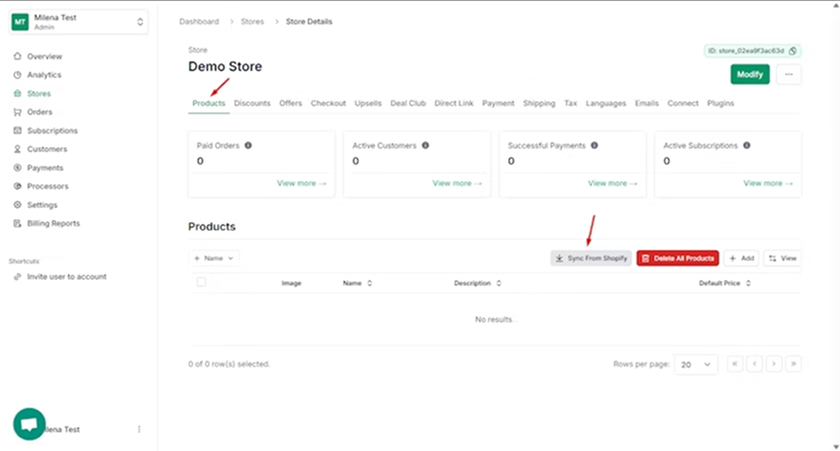 MT
Milena Test
Admin
Dashboard > Stores > Store Details
Overview
Analytics
Stores
Orders
Subscriptions
Customers
Payments
Processors
Settings
Billing Reports
Shortcuts
Invite user to account
lena Test
Store
ID: store_02ea9f3ac63d
Demo Store
Modify
...
Products Discounts Offers Checkout Upsells Deal Club Direct Link Payment Shipping Tax Languages Emails Connect Plugins
Paid Orders Active Customers Successful Payments Active Subscriptions
0 0 0 0
View more → View more → View more → View more →
Products
+ Name Sync From Shopify Delete All Products + Add View
Image Name Description Default Price
No results.
0 of 0 row(s) selected. Rows per page: 20 « ‹ › »